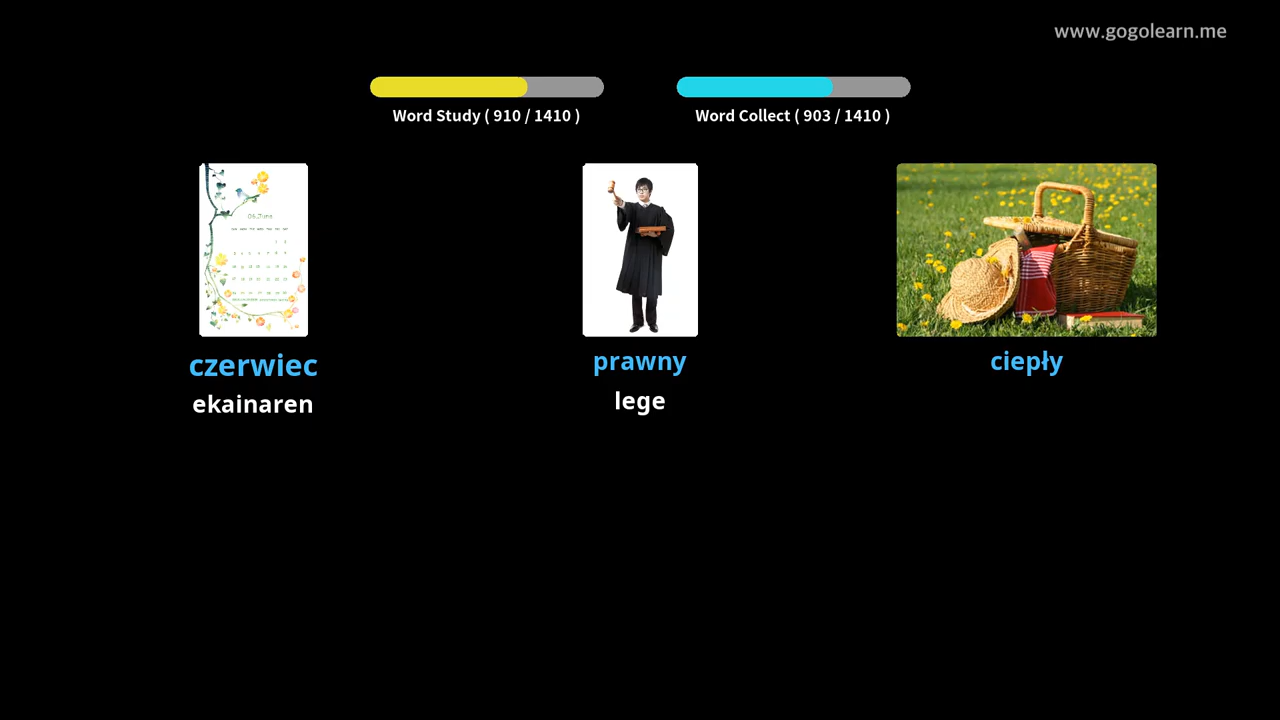 www.gogolearn.me
Word Study ( 910 / 1410 )
Word Collect ( 903 / 1410 )
czerwiec
ekainaren
prawny
lege
ciepły